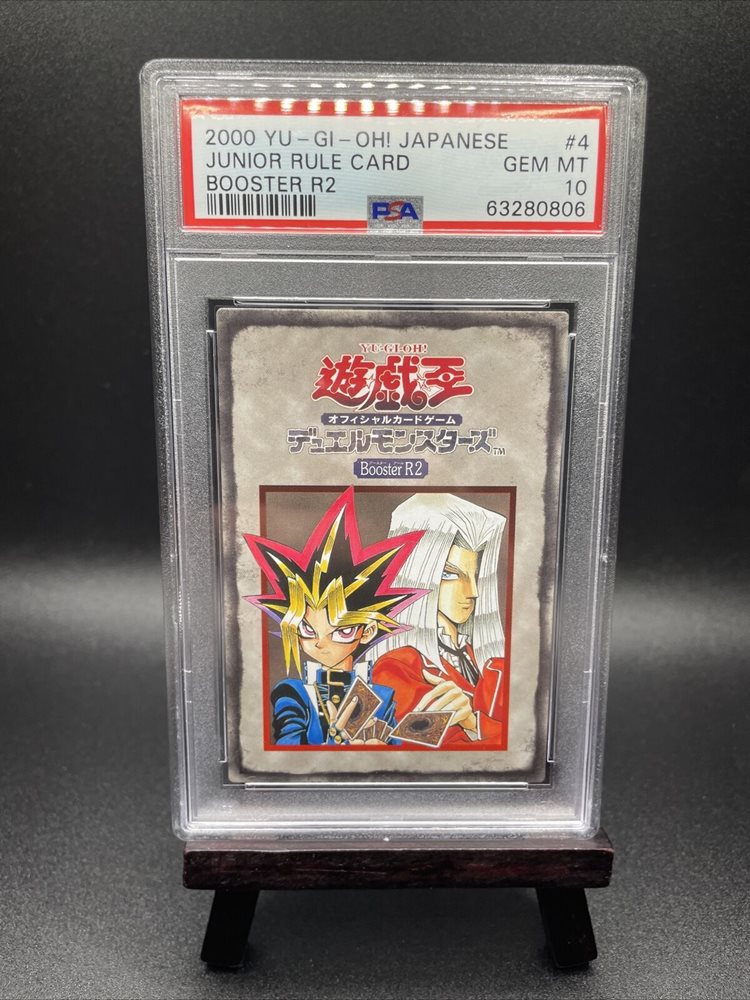 2000 YU-GI-OH! JAPANESE #4
JUNIOR RULE CARD GEM MT
BOOSTER R2 10
PSA 63280806
YU-GI-OH!
遊☆戯☆王
オフィシャルカードゲーム
デュエルモンスターズ™
Booster R2